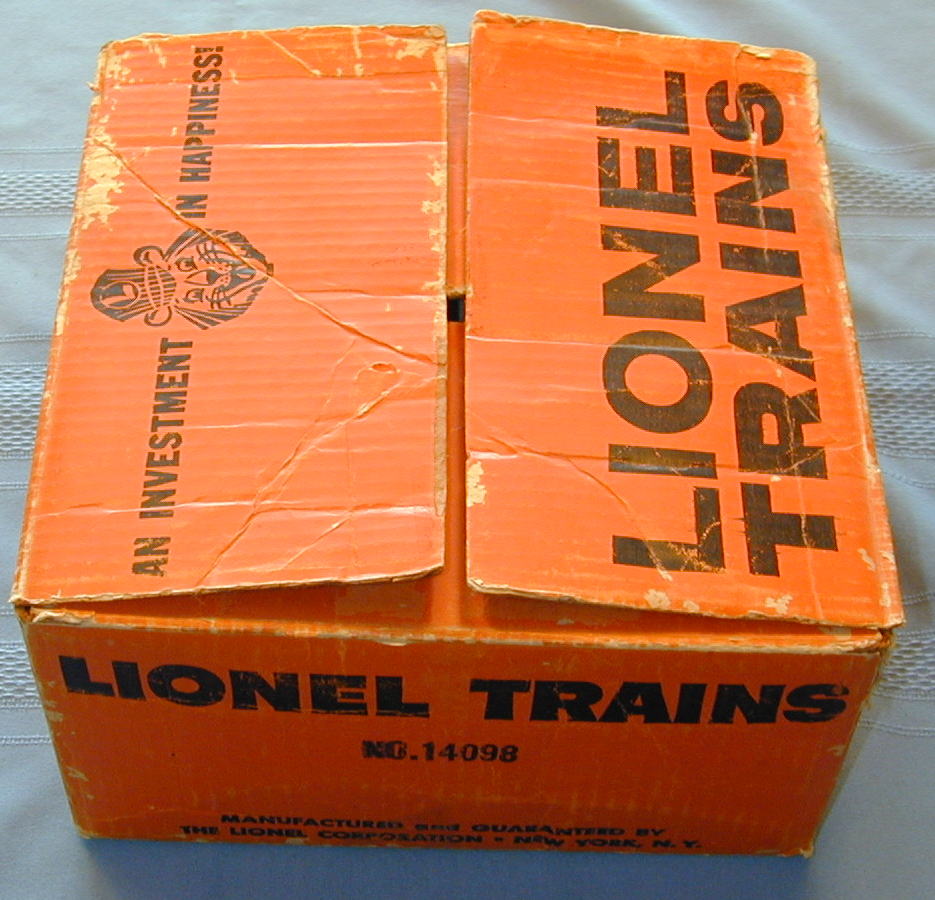 AN INVESTMENT IN HAPPINESS!
L
LIONEL
TRAINS
LIONEL TRAINS
NO.14098
MANUFACTURED and GUARANTEED BY
THE LIONEL CORPORATION • NEW YORK, N. Y.